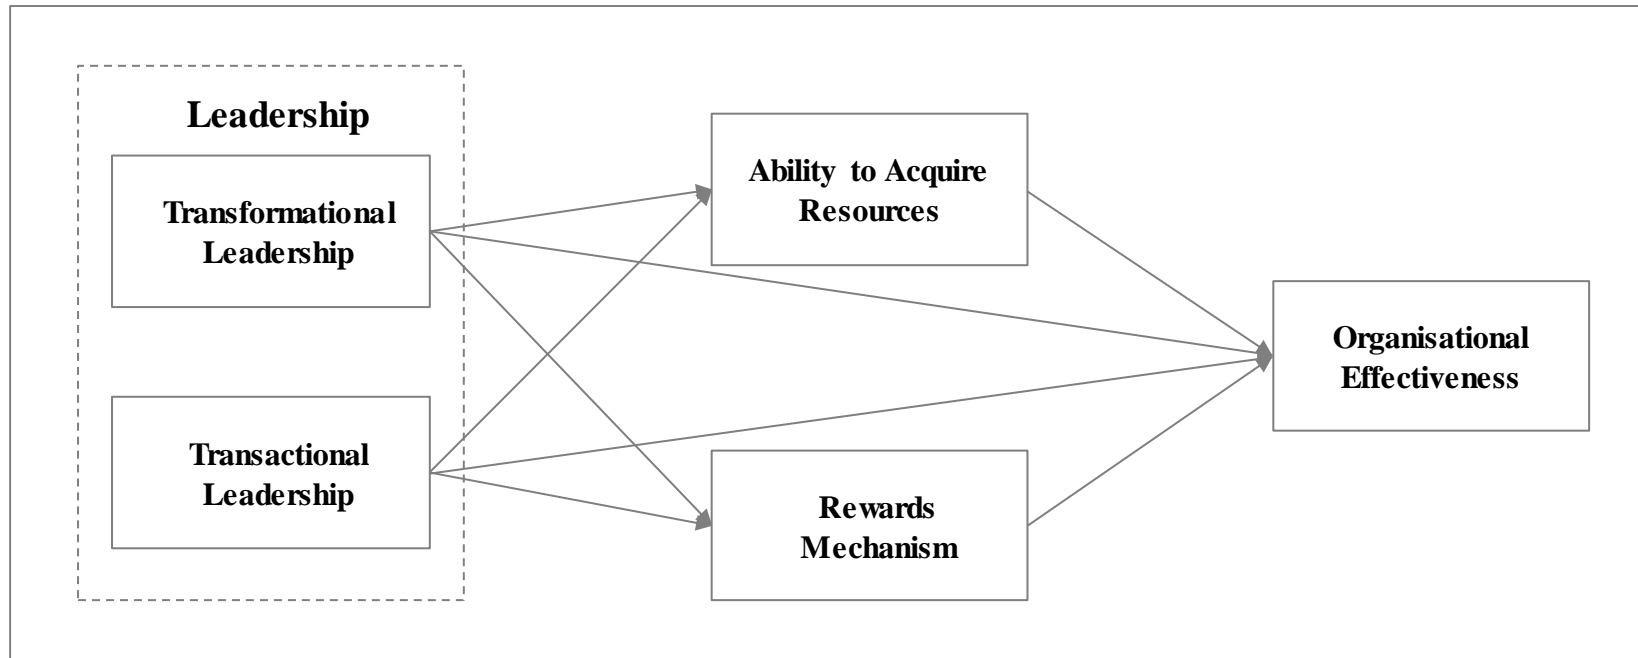 Leadership
Transformational
Leadership
Transactional
Leadership
Ability to Acquire
Resources
Rewards
Mechanism
Organisational
Effectiveness